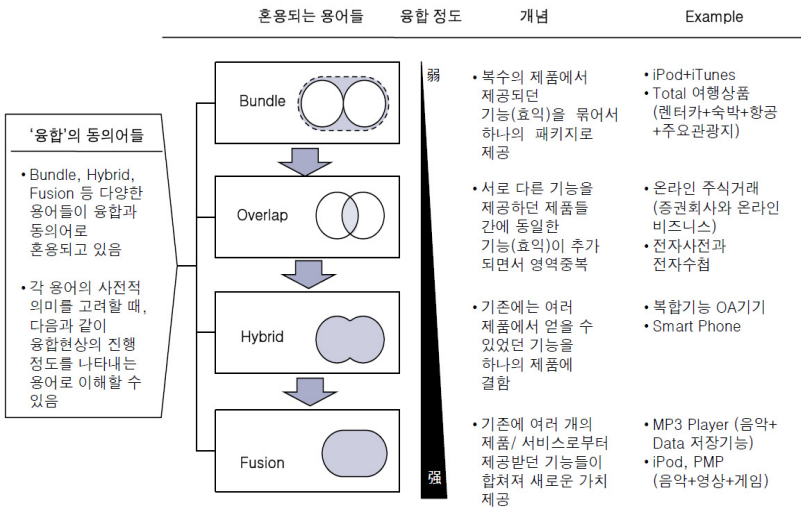 혼용되는 용어들 융합 정도 개념 Example
'융합'의 동의어들
• Bundle, Hybrid,
Fusion 등 다양한
용어들이 융합과
동의어로
혼용되고 있음
• 각 용어의 사전적
의미를 고려할 때,
다음과 같이
융합현상의 진행
정도를 나타내는
용어로 이해할 수
있음
Bundle
弱
• 복수의 제품에서
제공되던
기능(효익)을 묶어서
하나의 패키지로
제공
• iPod+iTunes
• Total 여행상품
(렌터카+숙박+항공
+주요관광지)
Overlap
• 서로 다른 기능을
제공하던 제품들
간에 동일한
기능(효익)이 추가
되면서 영역중복
• 온라인 주식거래
(증권회사와 온라인
비즈니스)
• 전자사전과
전자수첩
Hybrid
• 기존에는 여러
제품에서 얻을 수
있었던 기능을
하나의 제품에
결함
• 복합기능 OA기기
• Smart Phone
Fusion
强
• 기존에 여러 개의
제품/ 서비스로부터
제공받던 기능들이
합쳐져 새로운 가치
제공
• MP3 Player (음악+
Data 저장기능)
• iPod, PMP
(음악+영상+게임)